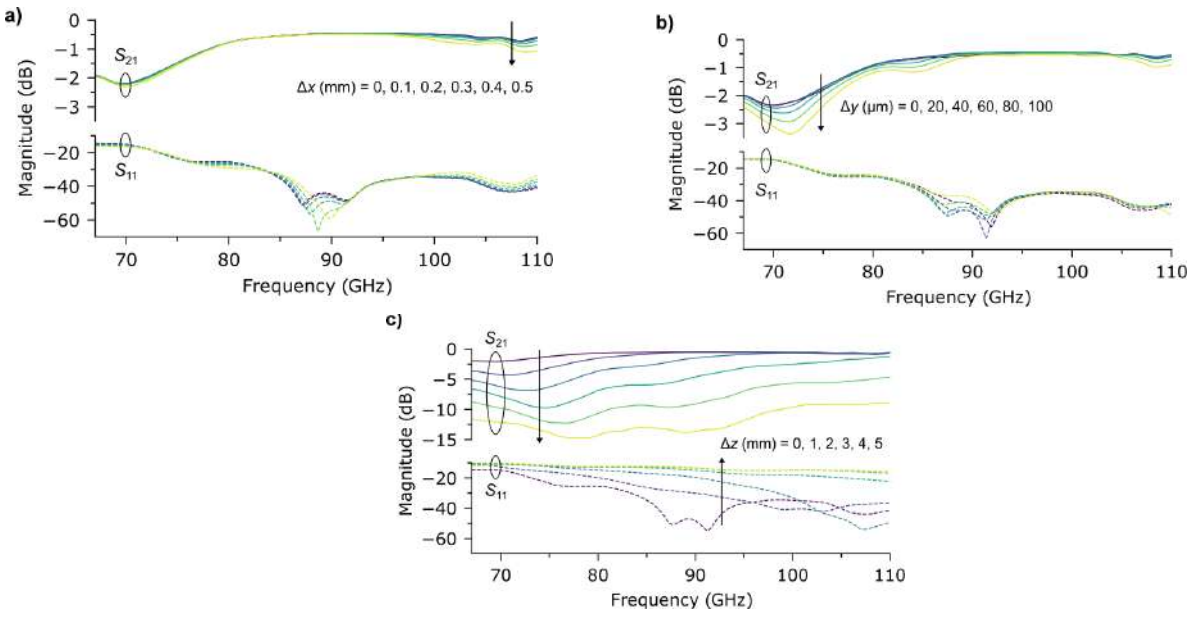 a)
0
−1
−2
−3
−20
−40
−60
Magnitude (dB)
S21
S11
Δx (mm) = 0, 0.1, 0.2, 0.3, 0.4, 0.5
70
80
90
100
110
Frequency (GHz)
b)
0
−1
−2
−3
−20
−40
−60
Magnitude (dB)
S21
S11
Δy (μm) = 0, 20, 40, 60, 80, 100
70
80
90
100
110
Frequency (GHz)
c)
0
−5
−10
−15
−20
−40
−60
Magnitude (dB)
Magnitude (dB)
S21
S11
Δz (mm) = 0, 1, 2, 3, 4, 5
70
80
90
100
110
Frequency (GHz)